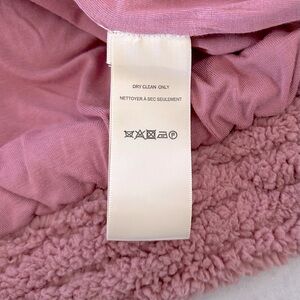 DRY CLEAN ONLY
NETTOYER À SEC SEULEMENT